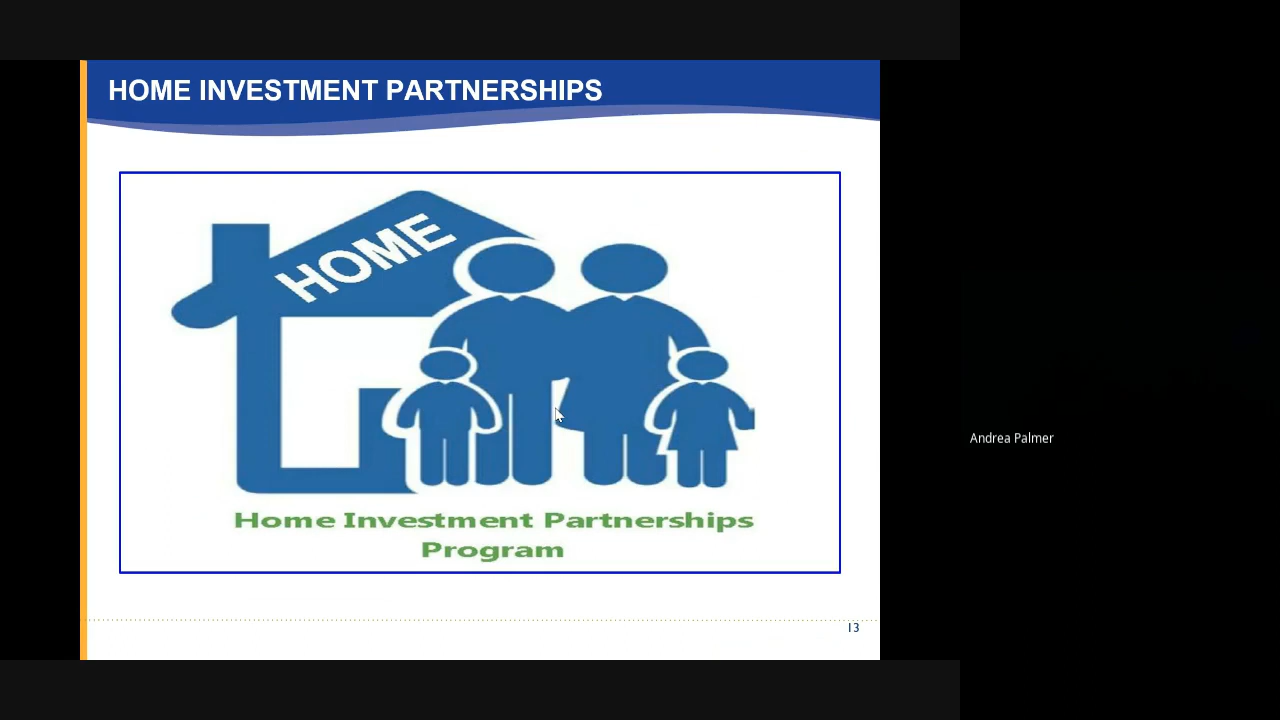 HOME INVESTMENT PARTNERSHIPS
HOME
Home Investment Partnerships
Program
13
Andrea Palmer